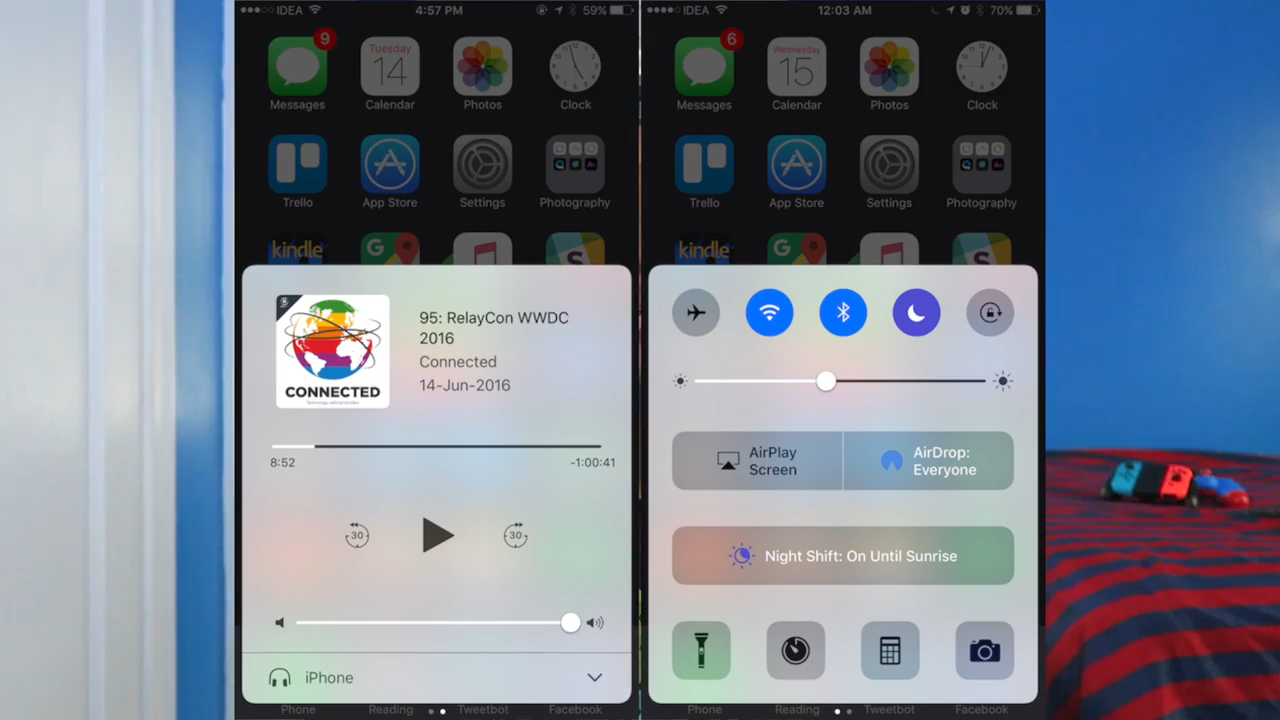 IDEA
4:57 PM
59%
9
Tuesday
14
Messages
Calendar
Photos
Clock
Trello
App Store
Settings
Photography
kindle
G
S
95: RelayCon WWDC
2016
Connected
14-Jun-2016
CONNECTED
8:52
-1:00:41
30
30
iPhone
Phone
Reading
Tweetbot
Facebook
IDEA
12:03 AM
70%
6
Wednesday
15
Messages
Calendar
Photos
Clock
Trello
App Store
Settings
Photography
kindle
G
S
AirPlay
Screen
AirDrop:
Everyone
Night Shift: On Until Sunrise
Phone
Reading
Tweetbot
Facebook